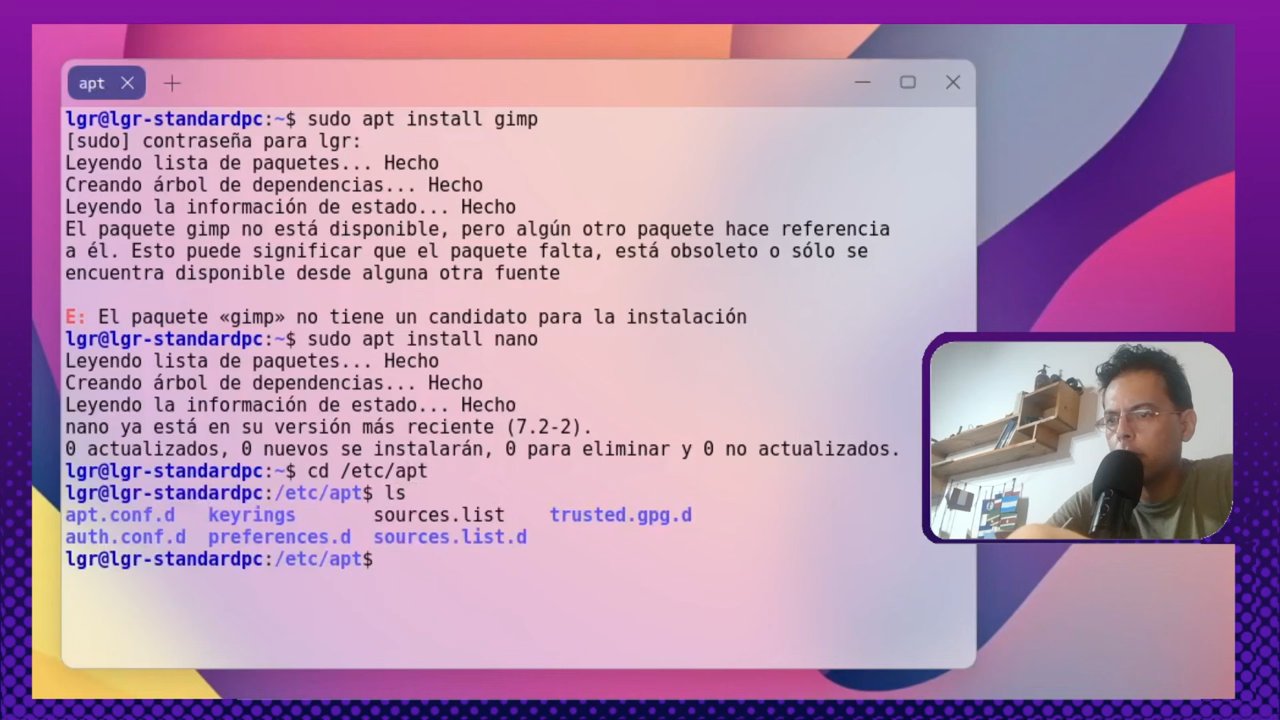 apt
lgr@lgr-standardpc:~$ sudo apt install gimp
[sudo] contraseña para lgr:
Leyendo lista de paquetes... Hecho
Creando árbol de dependencias... Hecho
Leyendo la información de estado... Hecho
El paquete gimp no está disponible, pero algún otro paquete hace referencia
a él. Esto puede significar que el paquete falta, está obsoleto o sólo se
encuentra disponible desde alguna otra fuente
E: El paquete «gimp» no tiene un candidato para la instalación
lgr@lgr-standardpc:~$ sudo apt install nano
Leyendo lista de paquetes... Hecho
Creando árbol de dependencias... Hecho
Leyendo la información de estado... Hecho
nano ya está en su versión más reciente (7.2-2).
0 actualizados, 0 nuevos se instalarán, 0 para eliminar y 0 no actualizados.
lgr@lgr-standardpc:~$ cd /etc/apt
lgr@lgr-standardpc:/etc/apt$ ls
apt.conf.d keyrings sources.list trusted.gpg.d
auth.conf.d preferences.d sources.list.d
lgr@lgr-standardpc:/etc/apt$